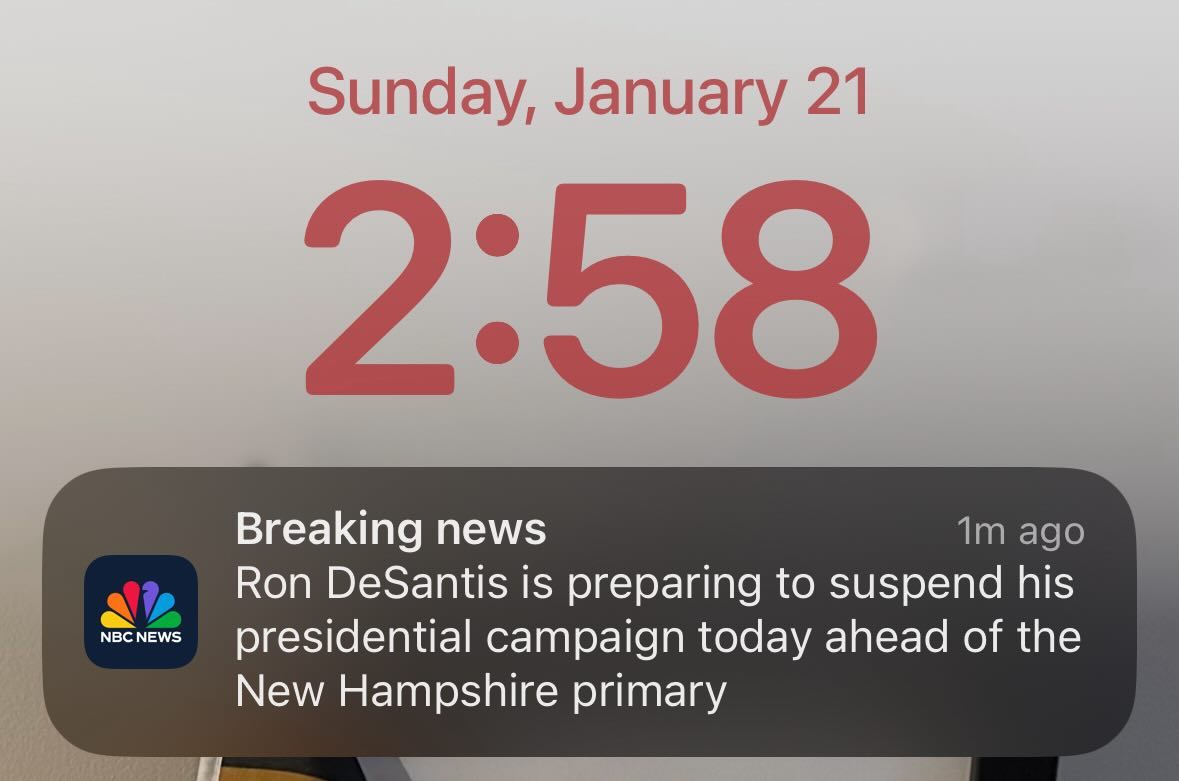 Sunday, January 21
2:58
Breaking news
1m ago
Ron DeSantis is preparing to suspend his
presidential campaign today ahead of the
New Hampshire primary
NBC NEWS